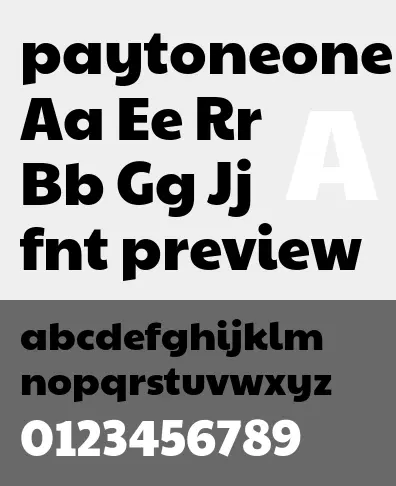 paytoneone
Aa Ee Rr
A
Bb Gg Jj
fnt preview
abcdefghijklm
nopqrstuvwxyz
0123456789